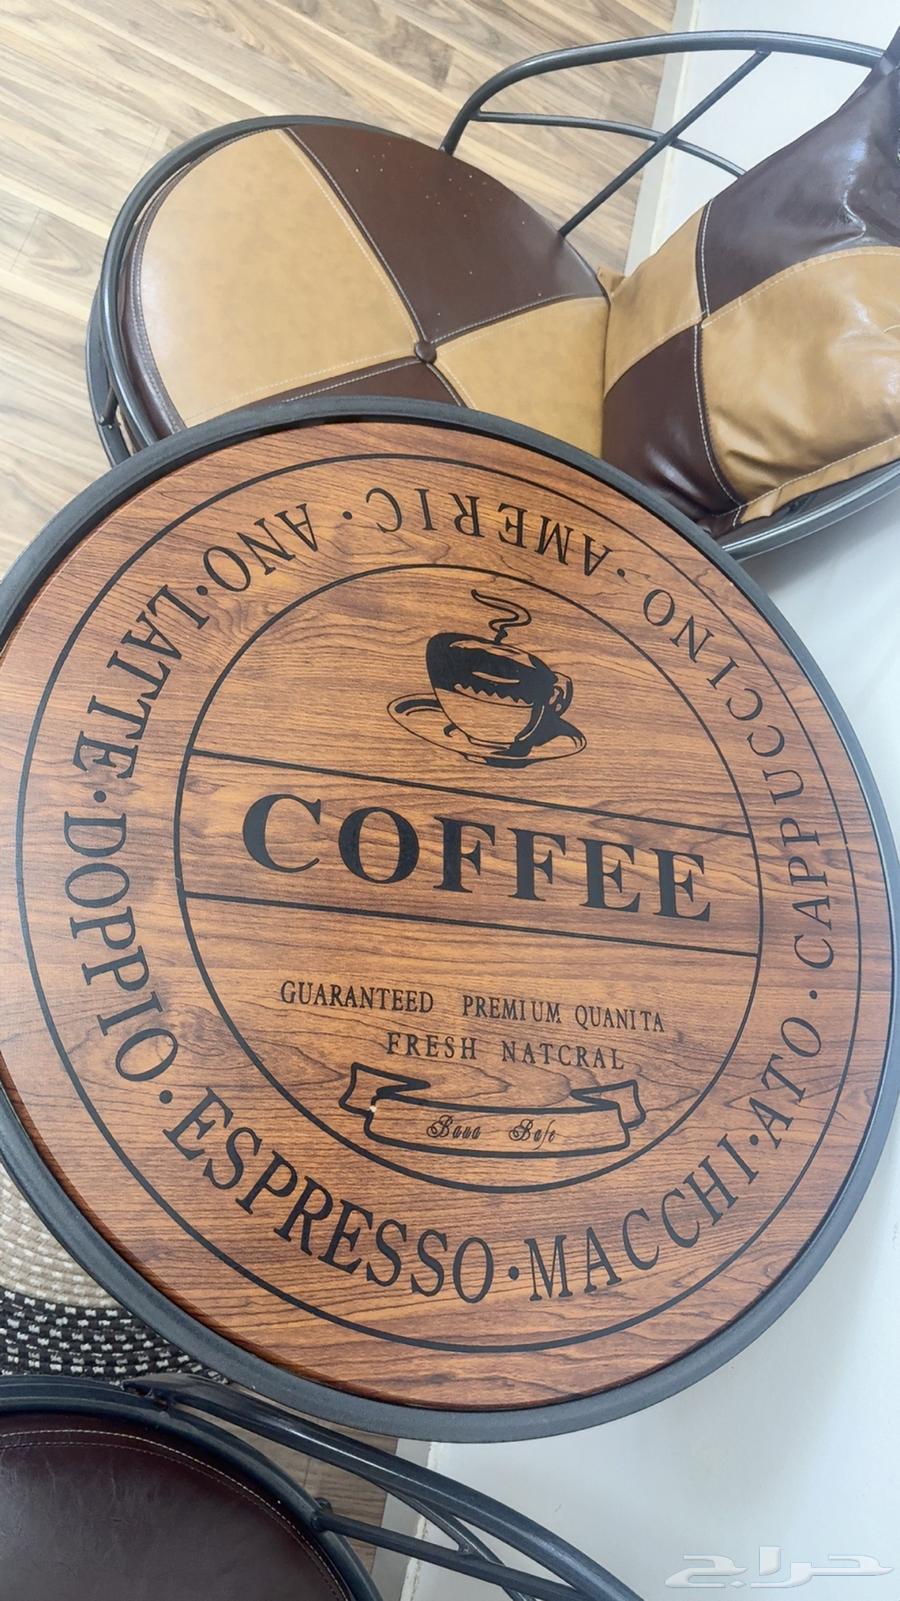 COFFEE
GUARANTEED PREMIUM QUANITA
FRESH NATCRAL
LATTE·DOPPIO·ESPRESSO·MACCHI·ATO·CAPPUCCINO·AMERIC·ANO·
حراج